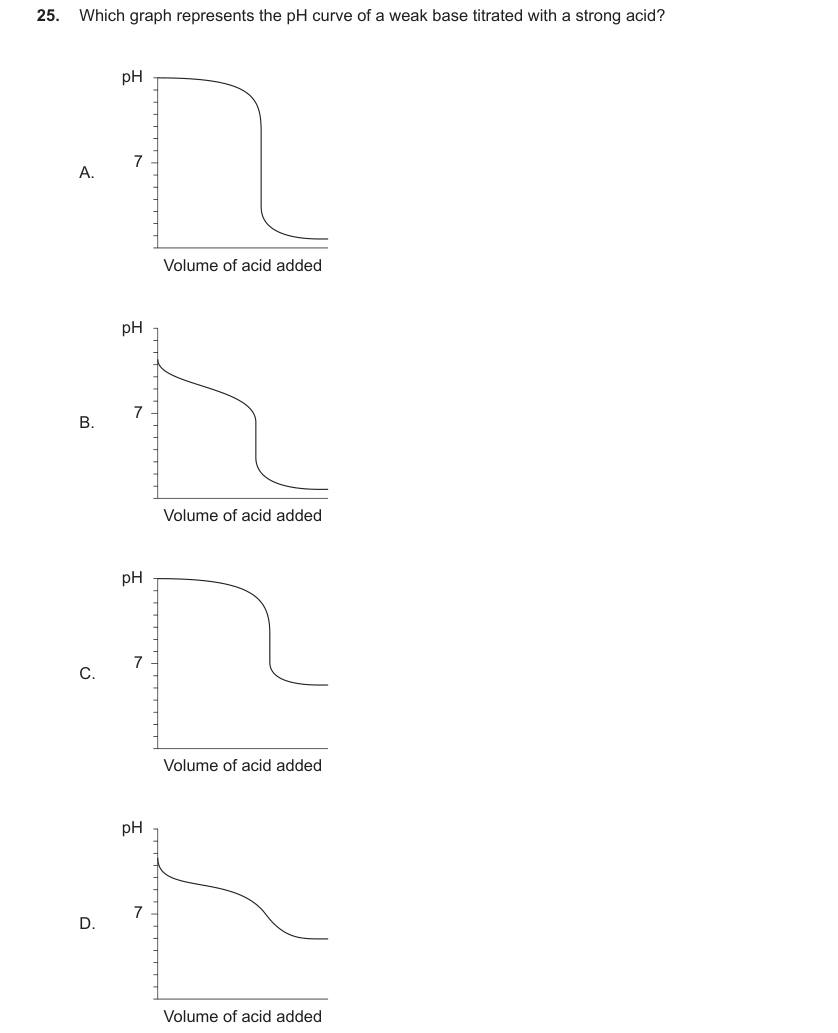 25. Which graph represents the pH curve of a weak base titrated with a strong acid?
pH
7
A.
Volume of acid added
pH
7
B.
Volume of acid added
pH
7
C.
Volume of acid added
pH
7
D.
Volume of acid added